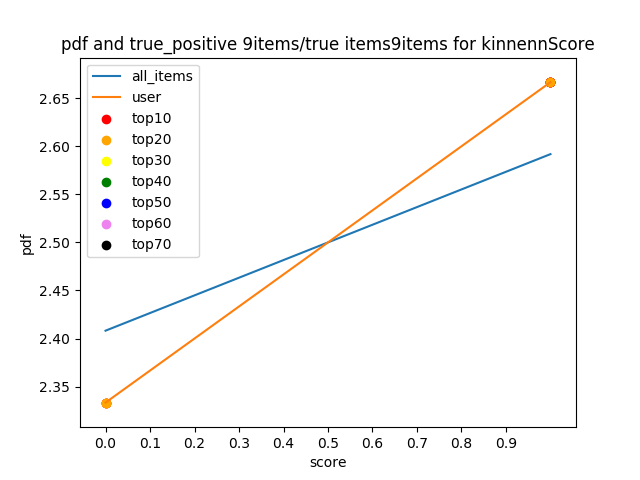 pdf and true_positive 9items/true items9items for kinnennScore
all_items
user
top10
top20
top30
top40
top50
top60
top70
2.65
2.60
2.55
2.50
2.45
2.40
2.35
pdf
0.0 0.1 0.2 0.3 0.4 0.5 0.6 0.7 0.8 0.9
score